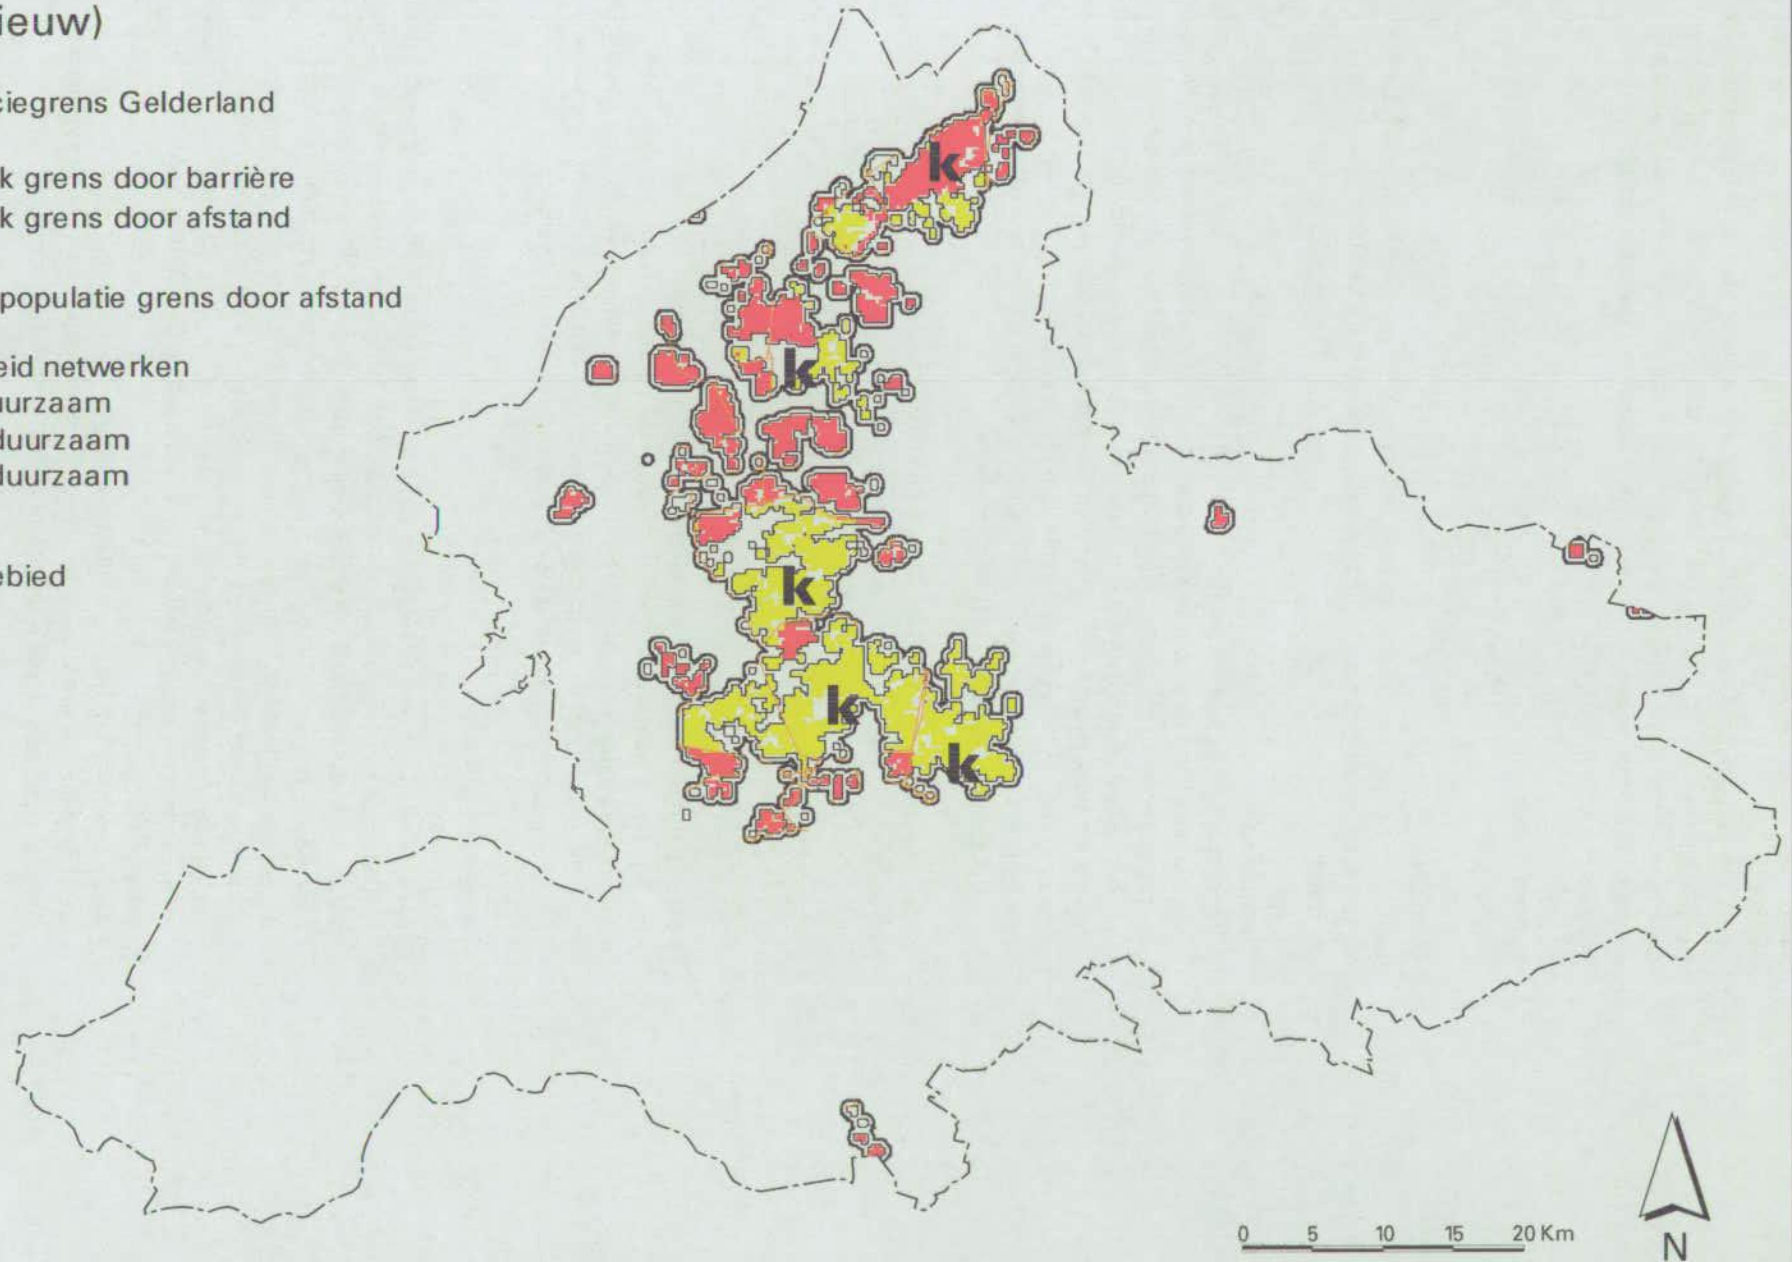 ieuw)
ciegrens Gelderland
k grens door barrière
k grens door afstand
populatie grens door afstand
eid netwerken
uurzaam
duurzaam
duurzaam
ebied
k
k
k
k
k
0 5 10 15 20 Km
N